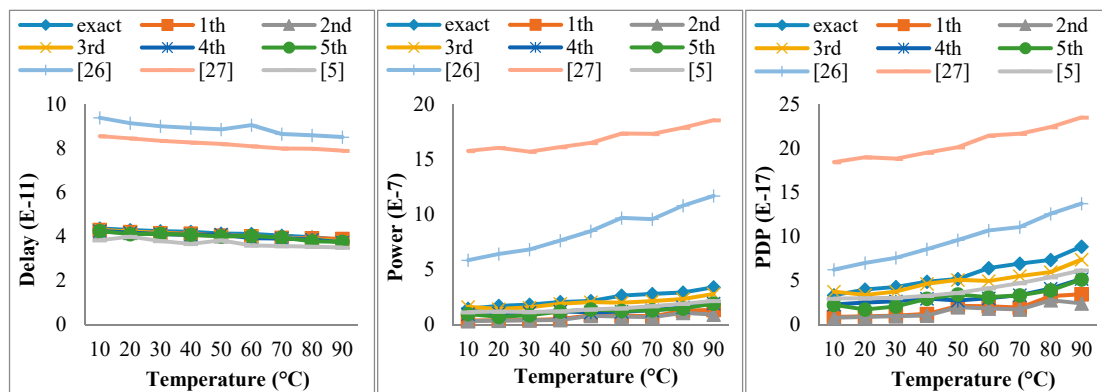 exact 1th 2nd
3rd 4th 5th
[26] [27] [5]
10
8
6
4
2
0
Delay (E-11)
10 20 30 40 50 60 70 80 90
Temperature (°C)
exact 1th 2nd
3rd 4th 5th
[26] [27] [5]
20
15
10
5
0
Power (E-7)
10 20 30 40 50 60 70 80 90
Temperature (°C)
exact 1th 2nd
3rd 4th 5th
[26] [27] [5]
25
20
15
10
5
0
PDP (E-17)
10 20 30 40 50 60 70 80 90
Temperature (°C)